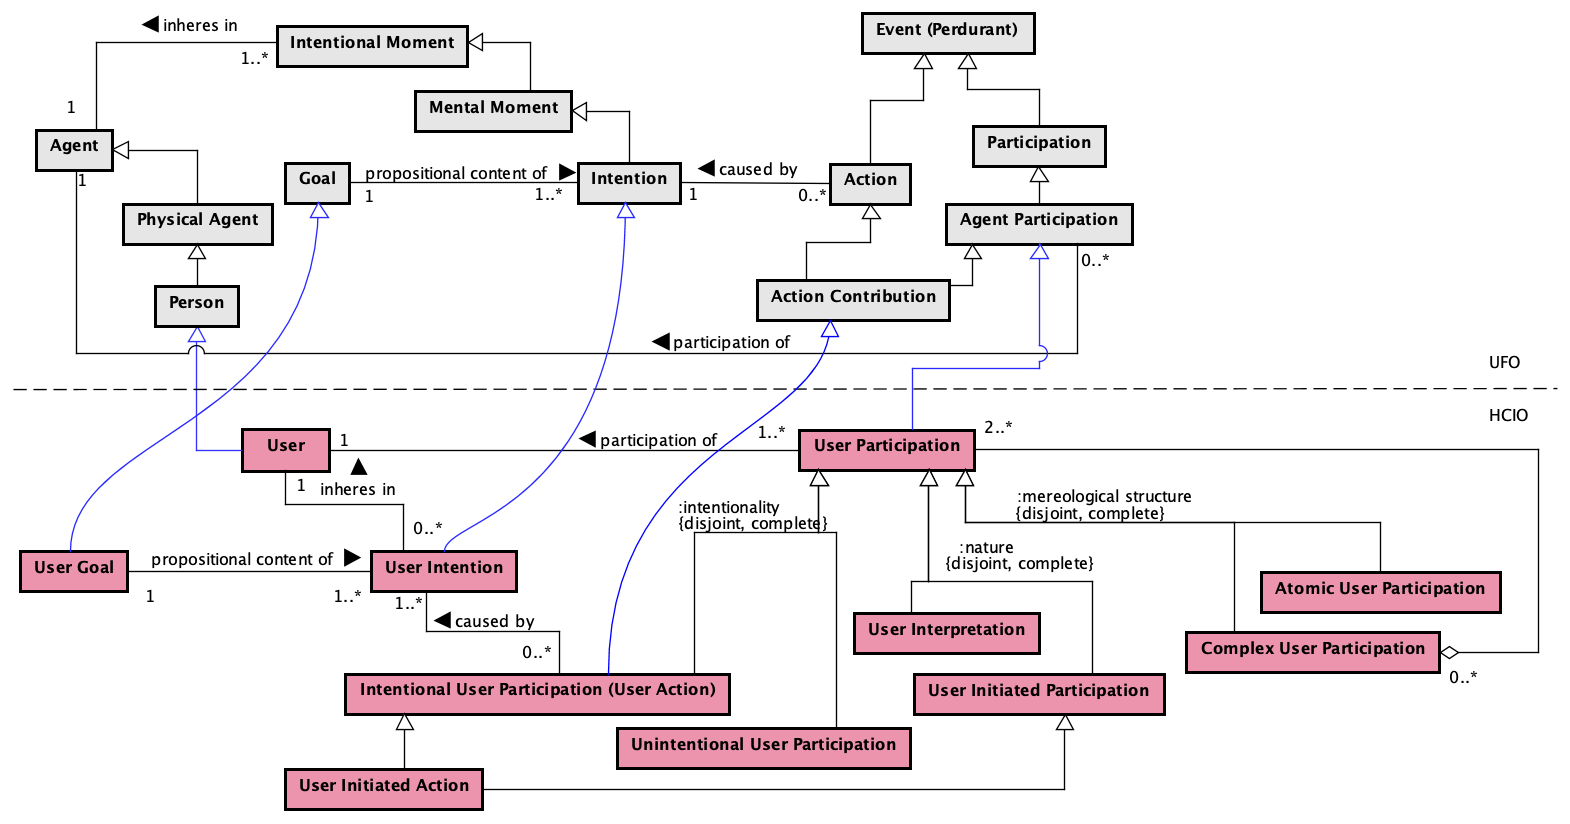 inheres in
Intentional Moment
Event (Perdurant)
1..*
1
Mental Moment
Agent
Participation
1
Goal
propositional content of
1
1..*
Intention
caused by
1
0..*
Action
Physical Agent
Agent Participation
0..*
Person
Action Contribution
participation of
UFO
HCIO
User
1
participation of
1..*
User Participation
2..*
1
inheres in
0..*
:intentionality
{disjoint, complete}
:mereological structure
{disjoint, complete}
:nature
{disjoint, complete}
User Goal
propositional content of
1
1..*
User Intention
1..*
caused by
0..*
Atomic User Participation
User Interpretation
Complex User Participation
0..*
Intentional User Participation (User Action)
User Initiated Participation
Unintentional User Participation
User Initiated Action